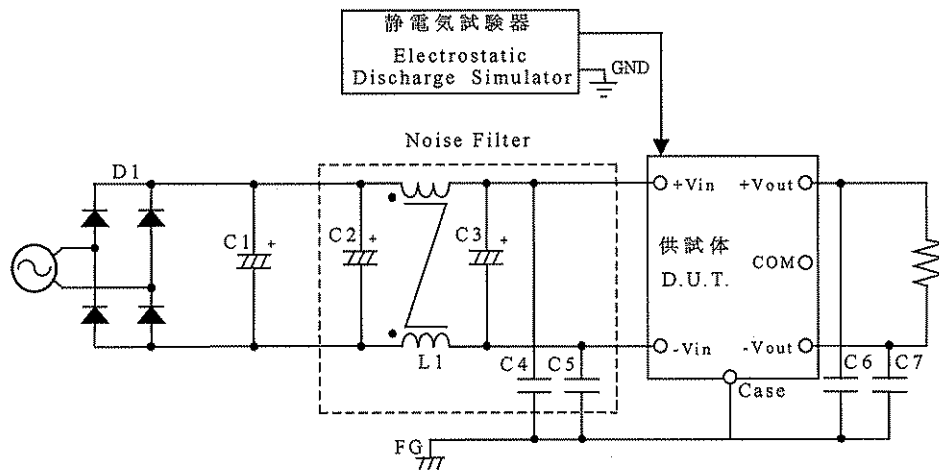 静電気試験器
Electrostatic
Discharge Simulator
GND
Noise Filter
D1
+Vin
+Vout
C1
+
C2
+
C3
+
供試体
COM
D.U.T.
L1
-Vin
-Vout
C4
C5
C6
C7
Case
FG